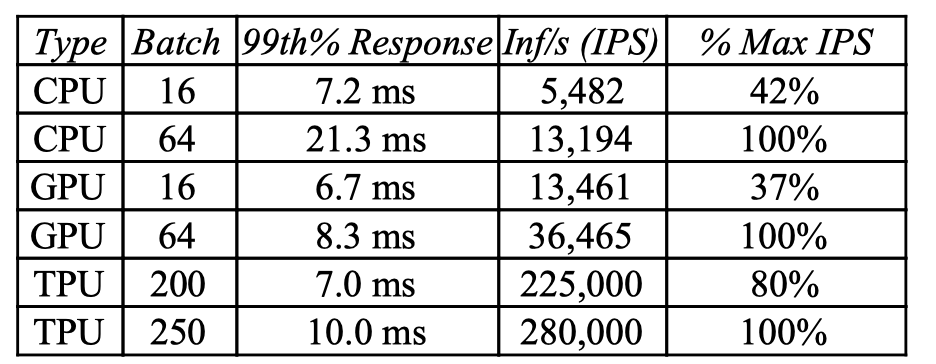 Type Batch 99th% Response Inf/s (IPS) % Max IPS
CPU 16 7.2 ms 5,482 42%
CPU 64 21.3 ms 13,194 100%
GPU 16 6.7 ms 13,461 37%
GPU 64 8.3 ms 36,465 100%
TPU 200 7.0 ms 225,000 80%
TPU 250 10.0 ms 280,000 100%